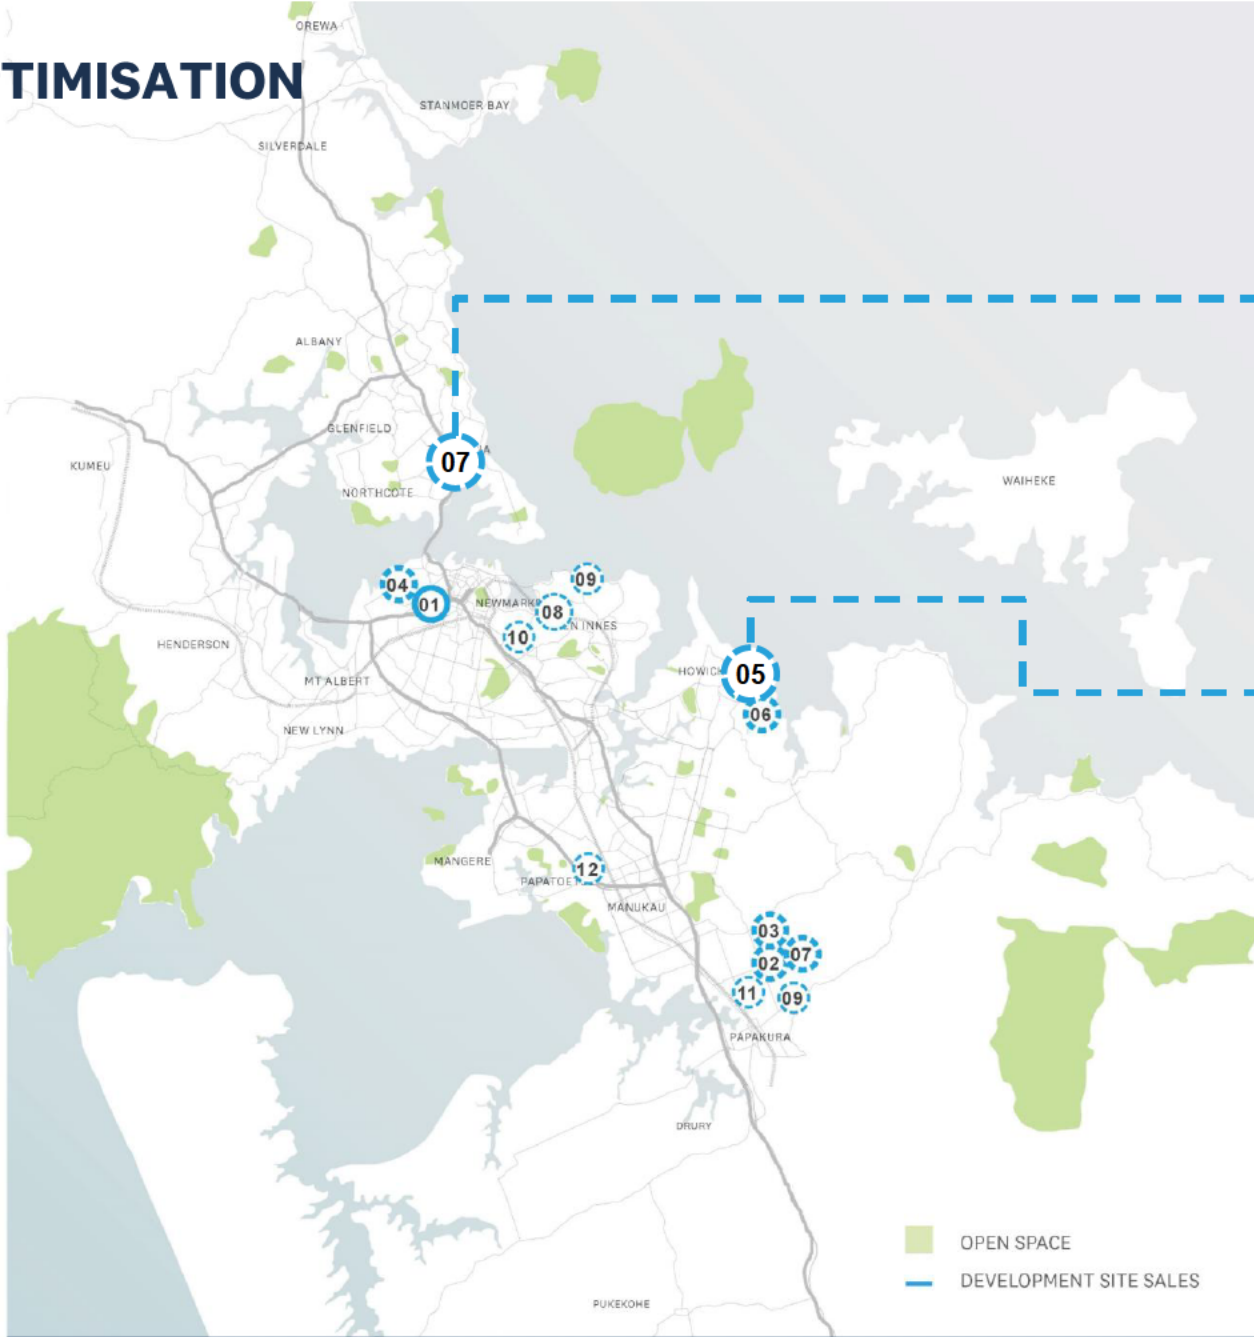 OREWA
TIMISATION
STANMOER BAY
SILVERDALE
ALBANY
GLENFIELD
07
KUMEU
WAIHEKE
NORTHCOTE
04
09
01
NEWMARK
08
EN INNES
10
HENDERSON
HOWICK
05
MT ALBERT
06
NEW LYNN
MANGERE
12
PAPATOET
MANUKAU
03
07
02
11
09
PAPAKURA
DRURY
OPEN SPACE
DEVELOPMENT SITE SALES
PUKEKOHE